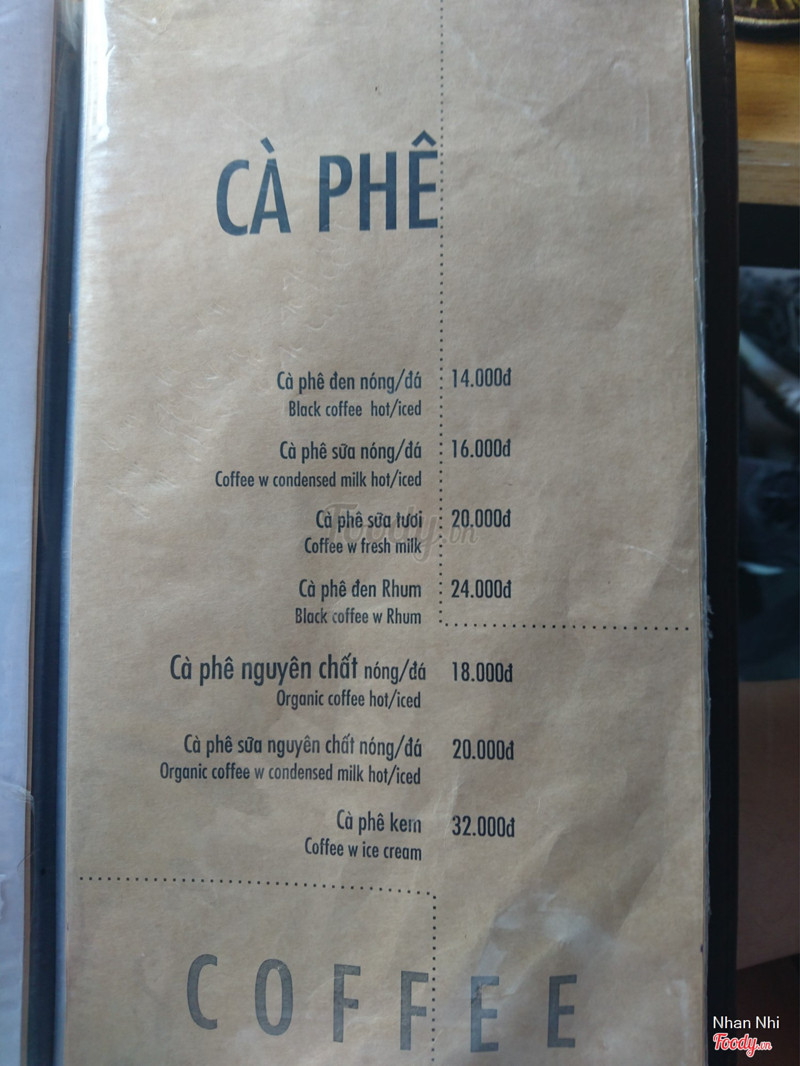 CÀ PHÊ
Cà phê đen nóng/đá 14.000đ
Black coffee hot/iced
Cà phê sữa nóng/đá 16.000đ
Coffee w condensed milk hot/iced
Cà phê sữa tươi 20.000đ
Coffee w fresh milk
Cà phê đen Rhum 24.000đ
Black coffee w Rhum
Cà phê nguyên chất nóng/đá 18.000đ
Organic coffee hot/iced
Cà phê sữa nguyên chất nóng/đá 20.000đ
Organic coffee w condensed milk hot/iced
Cà phê kem 32.000đ
Coffee w ice cream
COFFEE
Foody.vn
Nhan Nhi
Foody.vn